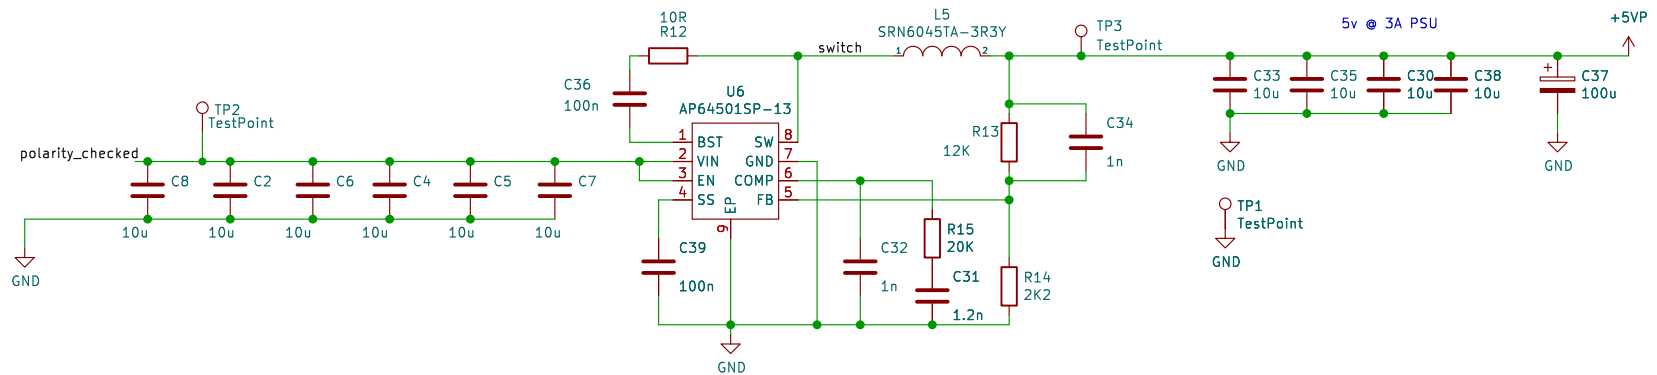 10R
R12
L5
SRN6045TA-3R3Y
switch
1
2
TP3
TestPoint
5v @ 3A PSU
+5VP
C36
100n
U6
AP64501SP-13
TP2
TestPoint
polarity_checked
C8
10u
C2
10u
C6
10u
C4
10u
C5
10u
C7
10u
GND
1
BST
2
VIN
3
EN
4
SS
SW
8
GND
7
COMP
6
FB
5
EP
9
C39
100n
GND
C32
1n
R15
20K
C31
1.2n
R13
12K
C34
1n
R14
2K2
C33
10u
C35
10u
C30
10u
C38
10u
+
C37
100u
GND
GND
TP1
TestPoint
GND